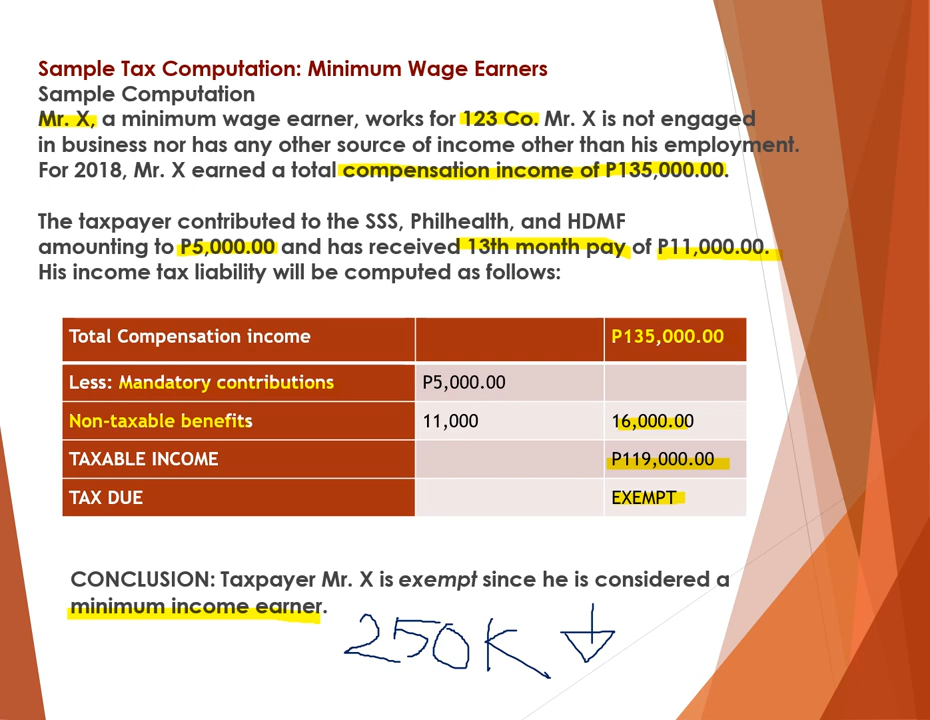 Sample Tax Computation: Minimum Wage Earners
Sample Computation
Mr. X, a minimum wage earner, works for 123 Co. Mr. X is not engaged
in business nor has any other source of income other than his employment.
For 2018, Mr. X earned a total compensation income of P135,000.00.
The taxpayer contributed to the SSS, Philhealth, and HDMF
amounting to P5,000.00 and has received 13th month pay of P11,000.00.
His income tax liability will be computed as follows:
Total Compensation income P135,000.00
Less: Mandatory contributions P5,000.00
Non-taxable benefits 11,000 16,000.00
TAXABLE INCOME P119,000.00
TAX DUE EXEMPT
CONCLUSION: Taxpayer Mr. X is exempt since he is considered a
minimum income earner.
250K